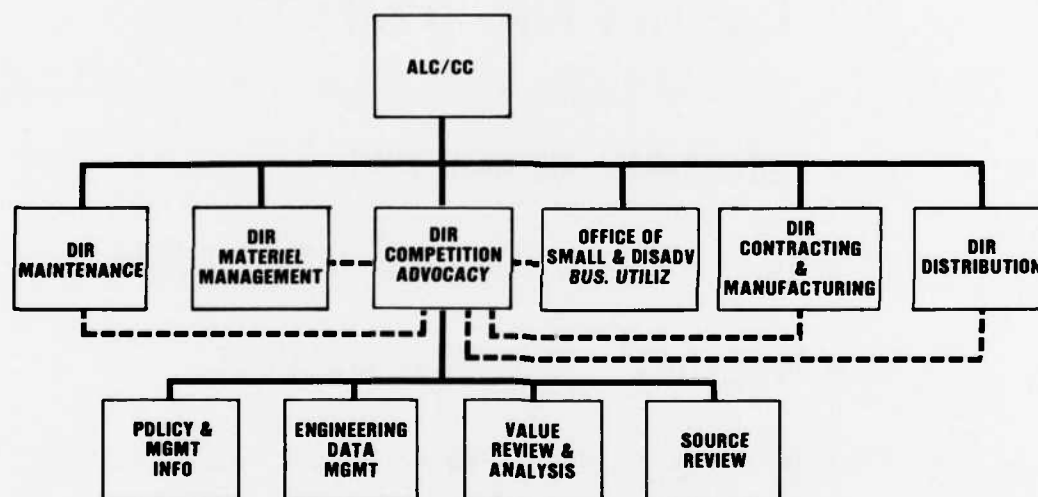 ALC/CC
DIR
MAINTENANCE
DIR
MATERIEL
MANAGEMENT
DIR
COMPETITION
ADVOCACY
OFFICE OF
SMALL & DISADV
BUS. UTILIZ
DIR
CONTRACTING
&
MANUFACTURING
DIR
DISTRIBUTION
POLICY &
MGMT
INFO
ENGINEERING
DATA
MGMT
VALUE
REVIEW &
ANALYSIS
SOURCE
REVIEW